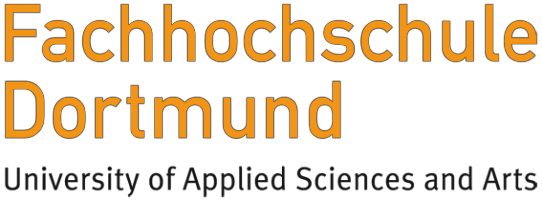 Fachhochschule
Dortmund
University of Applied Sciences and Arts